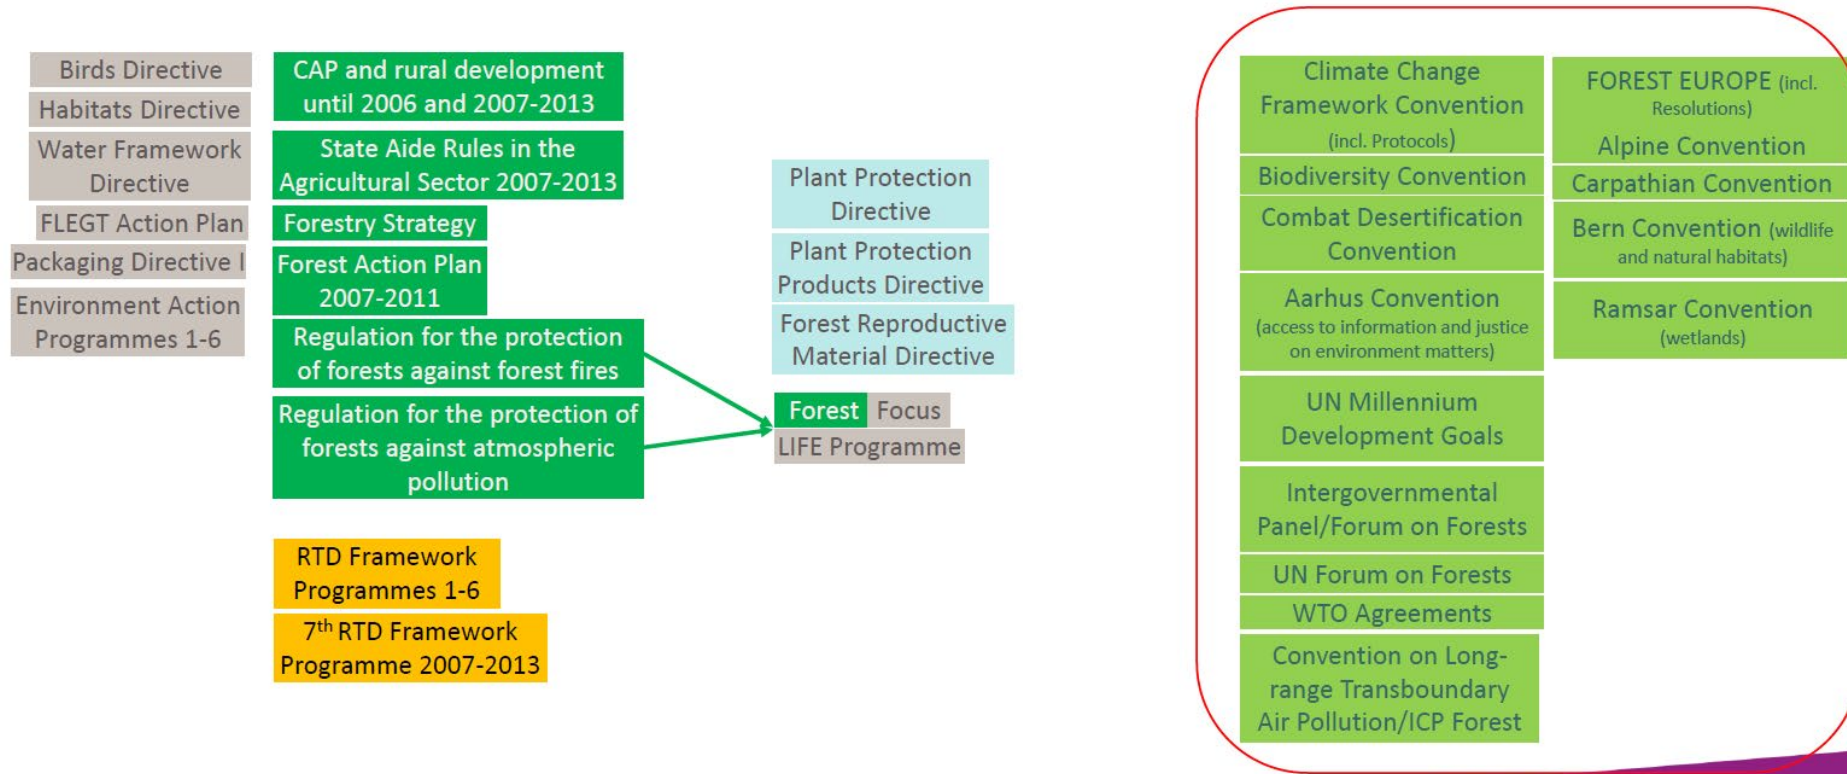 Birds Directive
Habitats Directive
Water Framework
Directive
FLEGT Action Plan
Packaging Directive I
Environment Action
Programmes 1-6
CAP and rural development
until 2006 and 2007-2013
State Aide Rules in the
Agricultural Sector 2007-2013
Forestry Strategy
Forest Action Plan
2007-2011
Regulation for the protection
of forests against forest fires
Regulation for the protection of
forests against atmospheric
pollution
RTD Framework
Programmes 1-6
7th RTD Framework
Programme 2007-2013
Plant Protection
Directive
Plant Protection
Products Directive
Forest Reproductive
Material Directive
Forest Focus
LIFE Programme
Climate Change
Framework Convention
(incl. Protocols)
Biodiversity Convention
Combat Desertification
Convention
Aarhus Convention
(access to information and justice
on environment matters)
UN Millennium
Development Goals
Intergovernmental
Panel/Forum on Forests
UN Forum on Forests
WTO Agreements
Convention on Long-
range Transboundary
Air Pollution/ICP Forest
FOREST EUROPE (incl.
Resolutions)
Alpine Convention
Carpathian Convention
Bern Convention (wildlife
and natural habitats)
Ramsar Convention
(wetlands)